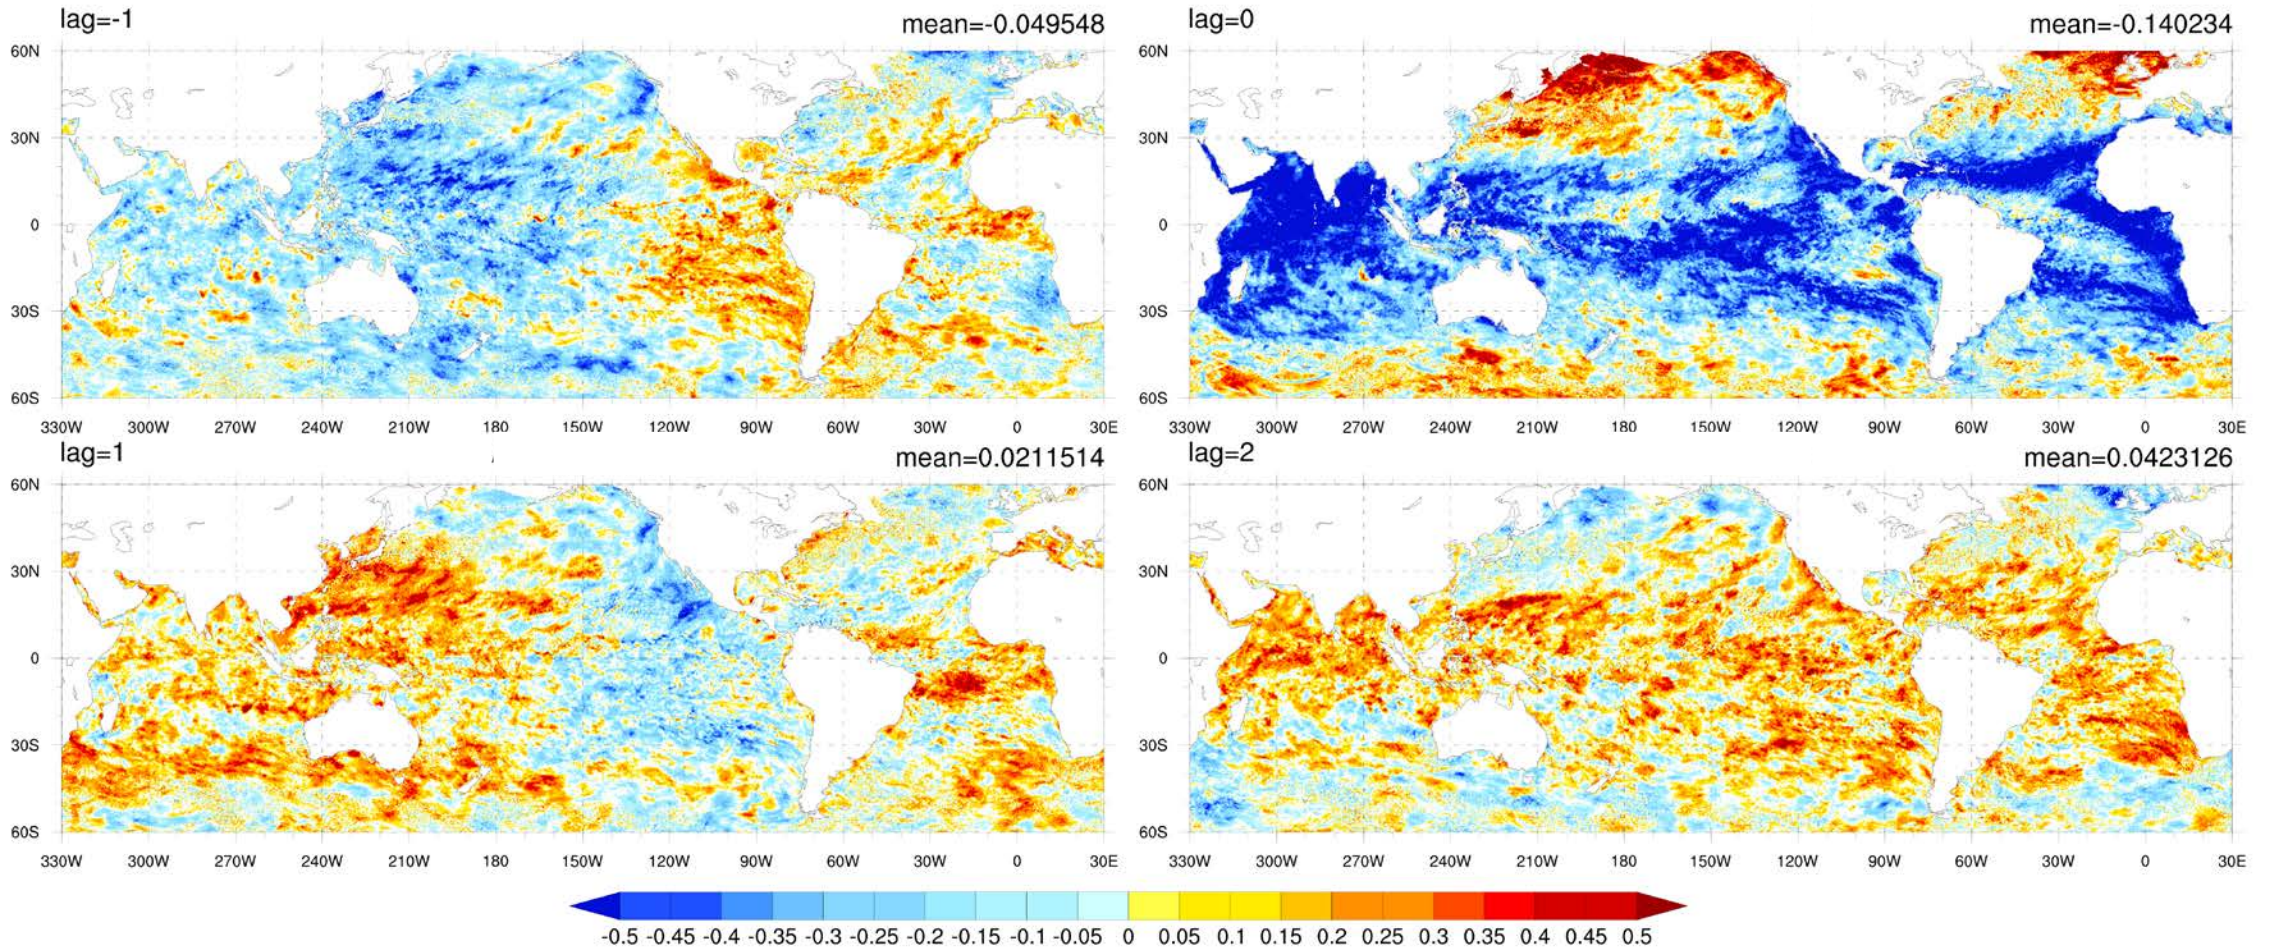 lag=-1 mean=-0.049548
60N
30N
0
30S
60S
330W 300W 270W 240W 210W 180 150W 120W 90W 60W 30W 0 30E
lag=0 mean=-0.140234
60N
30N
0
30S
60S
330W 300W 270W 240W 210W 180 150W 120W 90W 60W 30W 0 30E
lag=1 mean=0.0211514
60N
30N
0
30S
60S
330W 300W 270W 240W 210W 180 150W 120W 90W 60W 30W 0 30E
lag=2 mean=0.0423126
60N
30N
0
30S
60S
330W 300W 270W 240W 210W 180 150W 120W 90W 60W 30W 0 30E
-0.5 -0.45 -0.4 -0.35 -0.3 -0.25 -0.2 -0.15 -0.1 -0.05 0 0.05 0.1 0.15 0.2 0.25 0.3 0.35 0.4 0.45 0.5